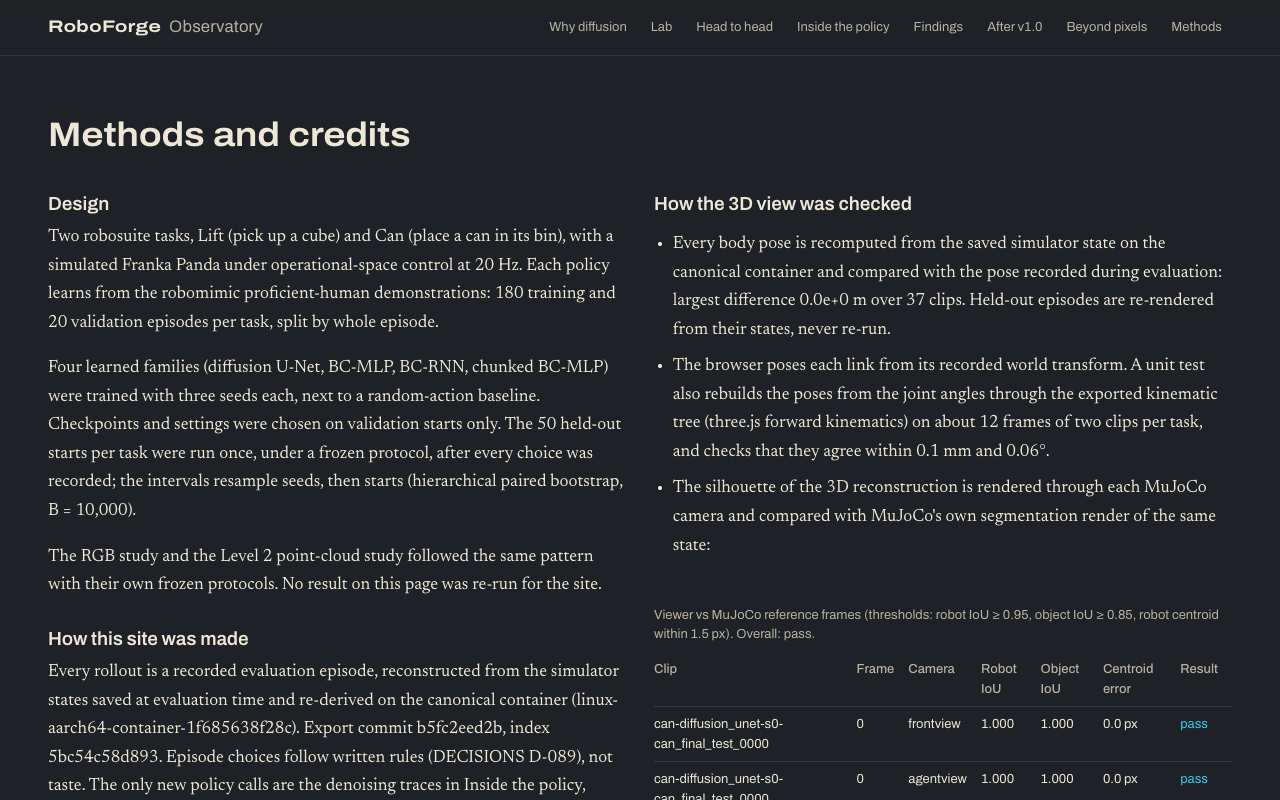 RoboForge Observatory
Why diffusion Lab Head to head Inside the policy Findings After v1.0 Beyond pixels Methods
Methods and credits
Design
Two robosuite tasks, Lift (pick up a cube) and Can (place a can in its bin), with a
simulated Franka Panda under operational-space control at 20 Hz. Each policy
learns from the robomimic proficient-human demonstrations: 180 training and
20 validation episodes per task, split by whole episode.
Four learned families (diffusion U-Net, BC-MLP, BC-RNN, chunked BC-MLP)
were trained with three seeds each, next to a random-action baseline.
Checkpoints and settings were chosen on validation starts only. The 50 held-out
starts per task were run once, under a frozen protocol, after every choice was
recorded; the intervals resample seeds, then starts (hierarchical paired bootstrap,
B = 10,000).
The RGB study and the Level 2 point-cloud study followed the same pattern
with their own frozen protocols. No result on this page was re-run for the site.
How this site was made
Every rollout is a recorded evaluation episode, reconstructed from the simulator
states saved at evaluation time and re-derived on the canonical container (linux-
aarch64-container-1f685638f28c). Export commit b5fc2eed2b, index
5bc54c58d893. Episode choices follow written rules (DECISIONS D-089), not
taste. The only new policy calls are the denoising traces in Inside the policy,
How the 3D view was checked
• Every body pose is recomputed from the saved simulator state on the
canonical container and compared with the pose recorded during evaluation:
largest difference 0.0e+0 m over 37 clips. Held-out episodes are re-rendered
from their states, never re-run.
• The browser poses each link from its recorded world transform. A unit test
also rebuilds the poses from the joint angles through the exported kinematic
tree (three.js forward kinematics) on about 12 frames of two clips per task,
and checks that they agree within 0.1 mm and 0.06°.
• The silhouette of the 3D reconstruction is rendered through each MuJoCo
camera and compared with MuJoCo's own segmentation render of the same
state:
Viewer vs MuJoCo reference frames (thresholds: robot IoU ≥ 0.95, object IoU ≥ 0.85, robot centroid
within 1.5 px). Overall: pass.
Clip Frame Camera Robot IoU Object IoU Centroid error Result
can-diffusion_unet-s0-
can_final_test_0000 0 frontview 1.000 1.000 0.0 px pass
can-diffusion_unet-s0-
can_final_test_0000 0 agentview 1.000 1.000 0.0 px pass